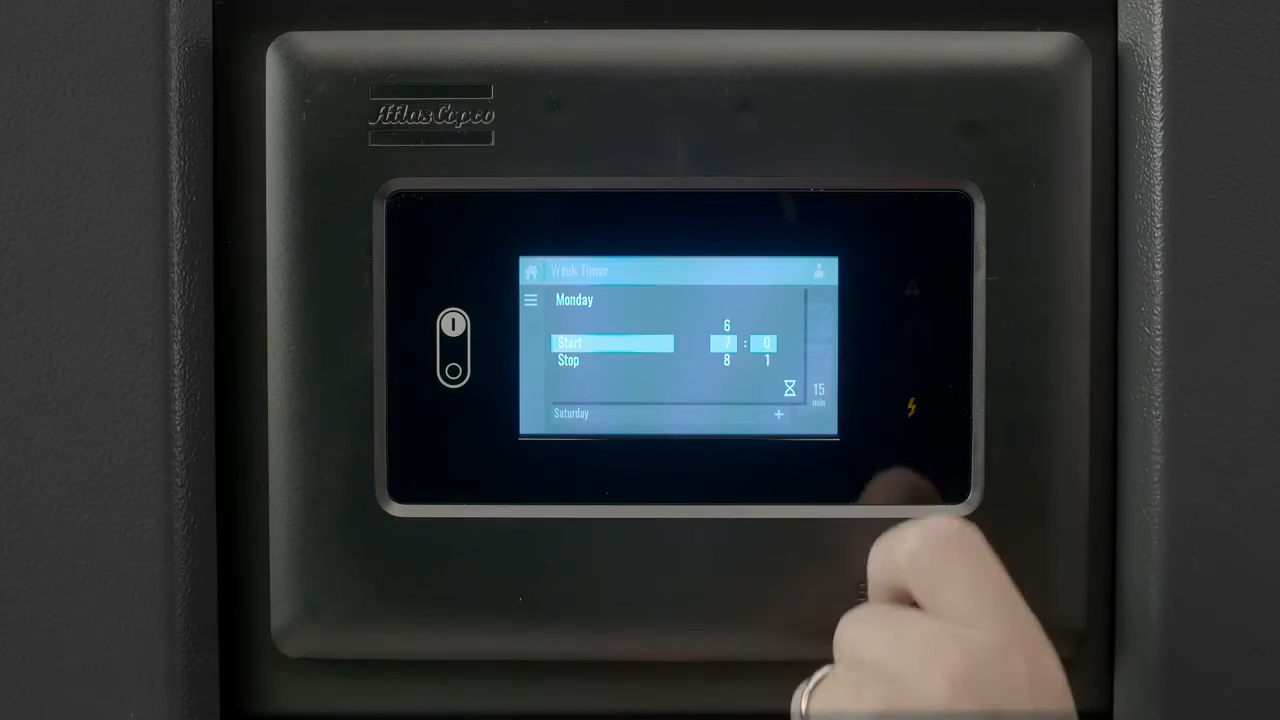 Atlas Copco
Week Timer
Monday
6
Start 7 : 0
Stop 8 1
15
min
Saturday +